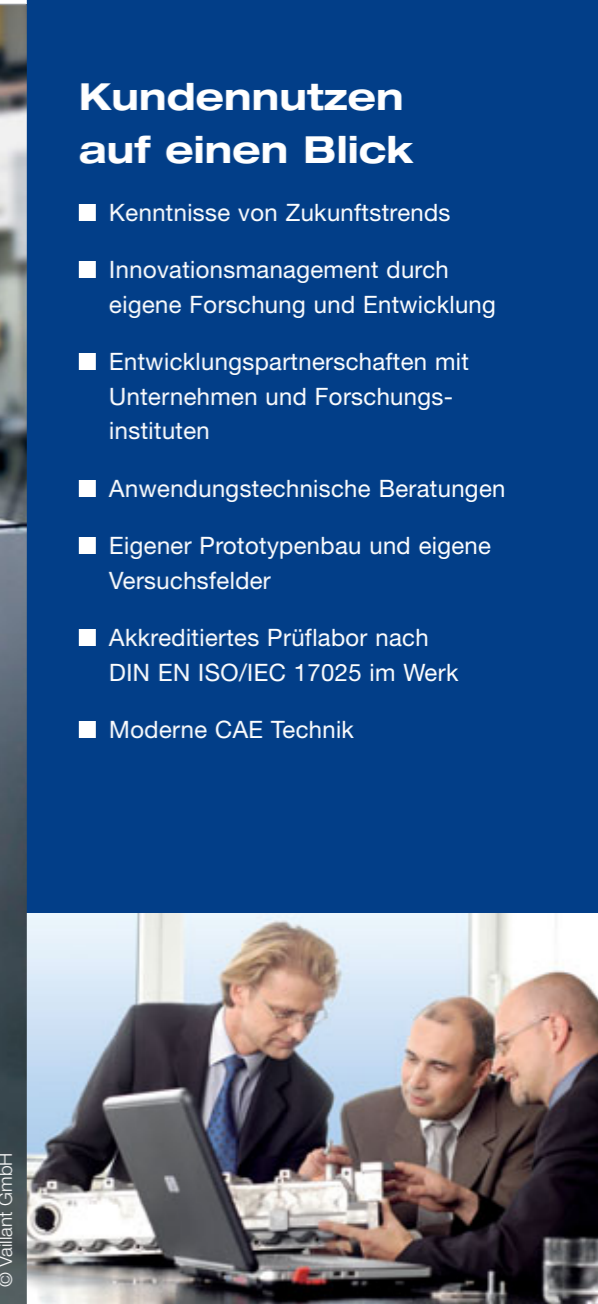 Kundennutzen
auf einen Blick
Kenntnisse von Zukunftstrends
Innovationsmanagement durch
eigene Forschung und Entwicklung
Entwicklungspartnerschaften mit
Unternehmen und Forschungs-
instituten
Anwendungstechnische Beratungen
Eigener Prototypenbau und eigene
Versuchsfelder
Akkreditiertes Prüflabor nach
DIN EN ISO/IEC 17025 im Werk
Moderne CAE Technik
© Vaillant GmbH